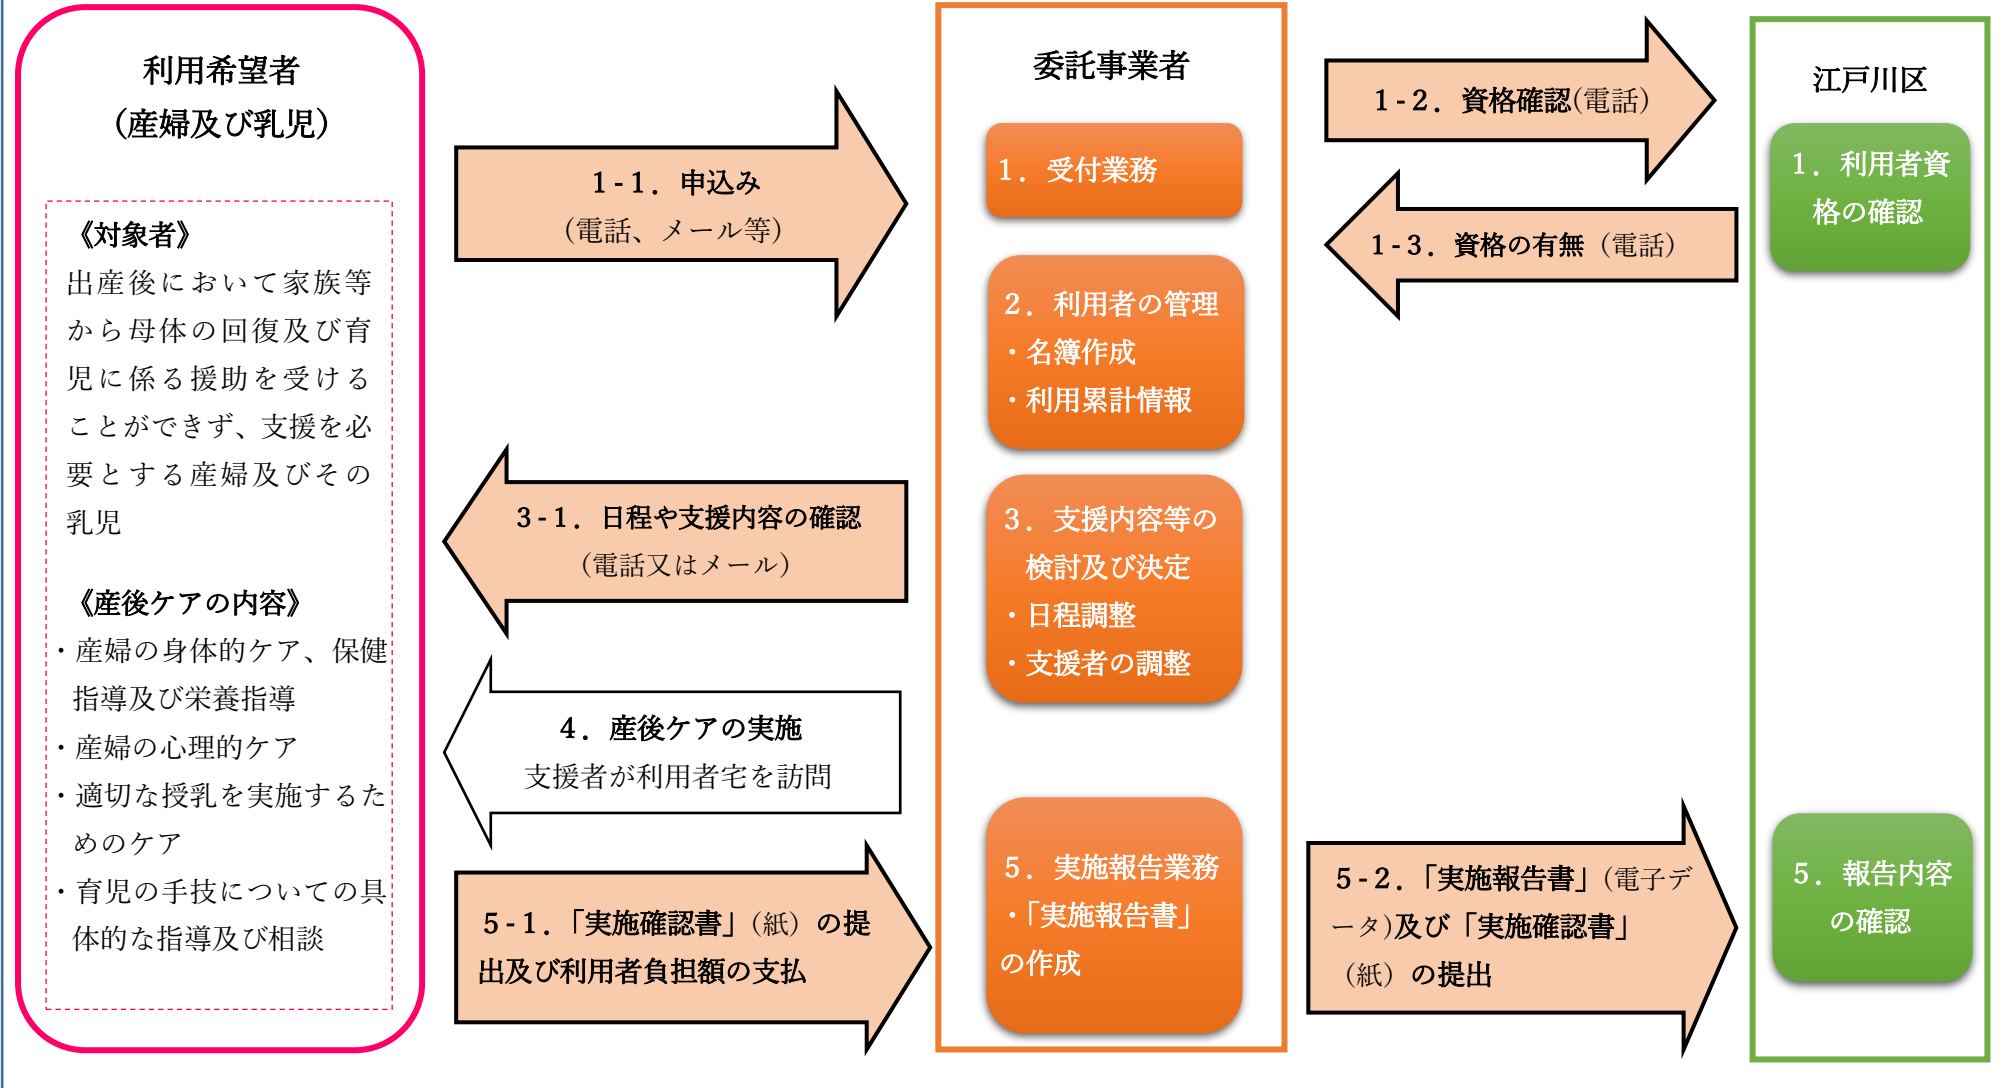 利用希望者
（産婦及び乳児）
《対象者》
出産後において家族等
から母体の回復及び育
児に係る援助を受ける
ことができず、支援を必
要とする産婦及びその
乳児
《産後ケアの内容》
・産婦の身体的ケア、保健
指導及び栄養指導
・産婦の心理的ケア
・適切な授乳を実施するた
めのケア
・育児の手技についての具
体的な指導及び相談
1-1．申込み
（電話、メール等）
3-1．日程や支援内容の確認
（電話又はメール）
4．産後ケアの実施
支援者が利用者宅を訪問
5-1．「実施確認書」（紙）の提
出及び利用者負担額の支払
委託事業者
1．受付業務
2．利用者の管理
・名簿作成
・利用累計情報
3．支援内容等の
検討及び決定
・日程調整
・支援者の調整
5．実施報告業務
・「実施報告書」
の作成
1-2．資格確認(電話)
1-3．資格の有無（電話）
5-2．「実施報告書」（電子デ
ータ)及び「実施確認書」
（紙）の提出
江戸川区
1．利用者資
格の確認
5．報告内容
の確認